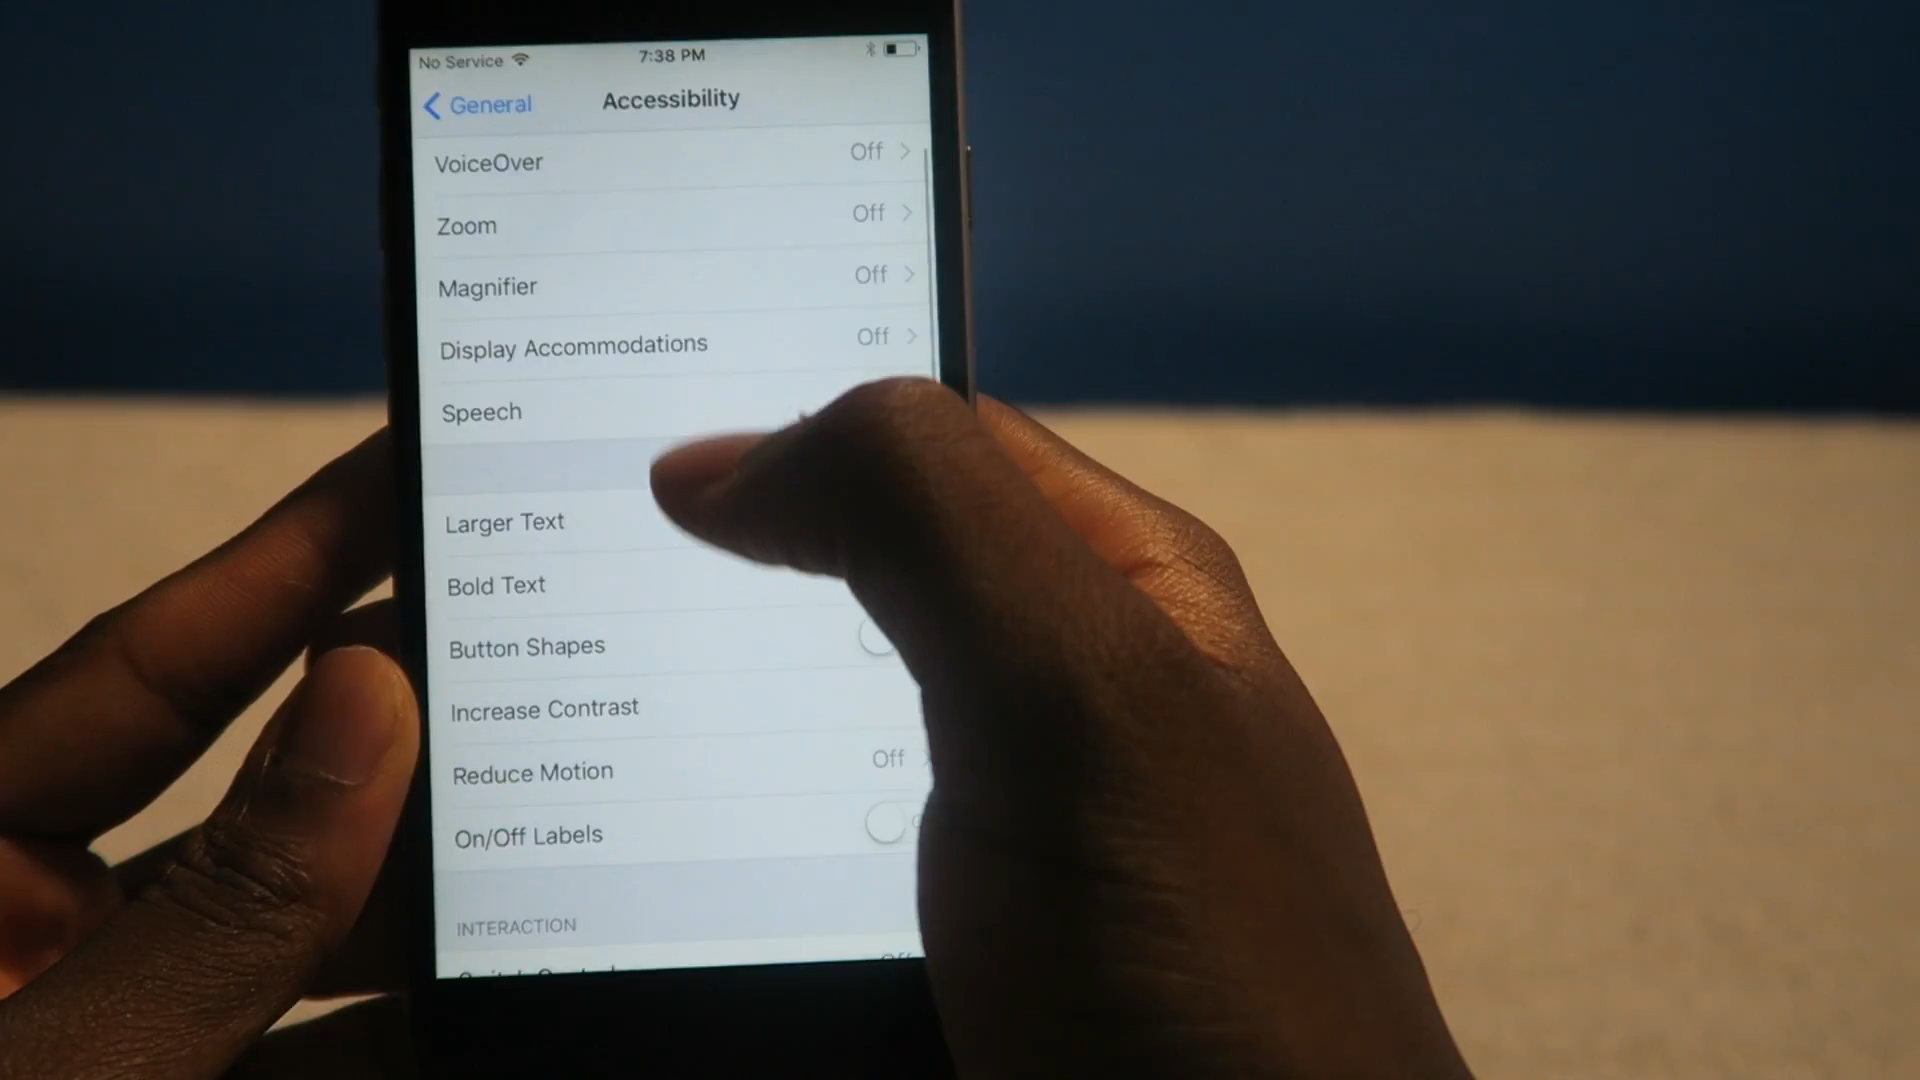 No Service 7:38 PM
General Accessibility
VoiceOver Off
Zoom Off
Magnifier Off
Display Accommodations Off
Speech
Larger Text
Bold Text
Button Shapes
Increase Contrast
Reduce Motion Off
On/Off Labels
INTERACTION